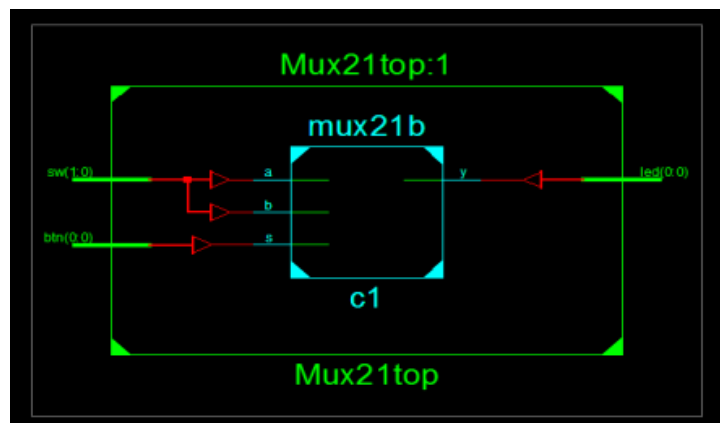 Mux21top:1
mux21b
sw(1:0)
a
y
led(0:0)
b
btn(0:0)
s
c1
Mux21top